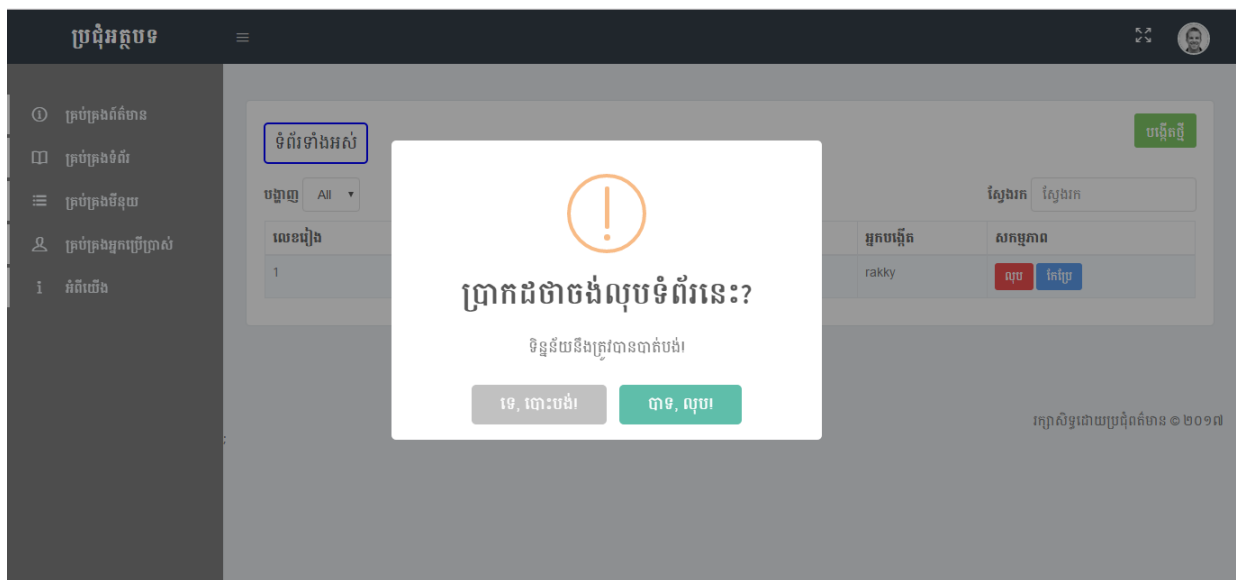 ប្រជុំអត្ថបទ
គ្រប់គ្រងព័ត៌មាន
គ្រប់គ្រងទំព័រ
គ្រប់គ្រងមីនុយ
គ្រប់គ្រងអ្នកប្រើប្រាស់
អំពីយើង
ទំព័រទាំងអស់
បង្កើតថ្មី
បង្ហាញ All
ស្វែងរក ស្វែងរក
លេខរៀង អ្នកបង្កើត សកម្មភាព
1 rakky លុប កែប្រែ
ប្រាកដថាចង់លុបទំព័រនេះ?
ទិន្នន័យនឹងត្រូវបានបាត់បង់!
ទេ, បោះបង់! បាទ, លុប!
រក្សាសិទ្ធដោយប្រជុំពត៌មាន © ២០១៧
;